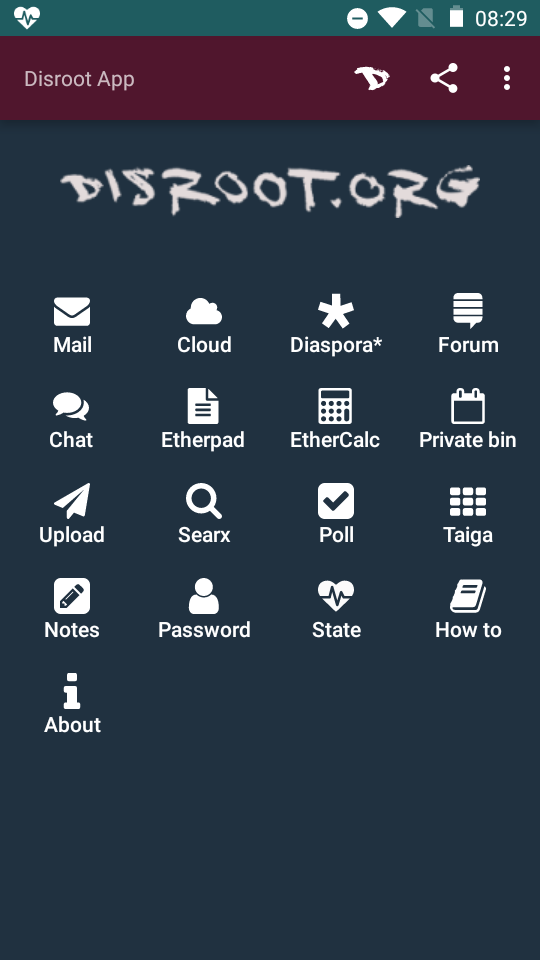 08:29
Disroot App
DISROOT.ORG
Mail Cloud Diaspora* Forum
Chat Etherpad EtherCalc Private bin
Upload Searx Poll Taiga
Notes Password State How to
About